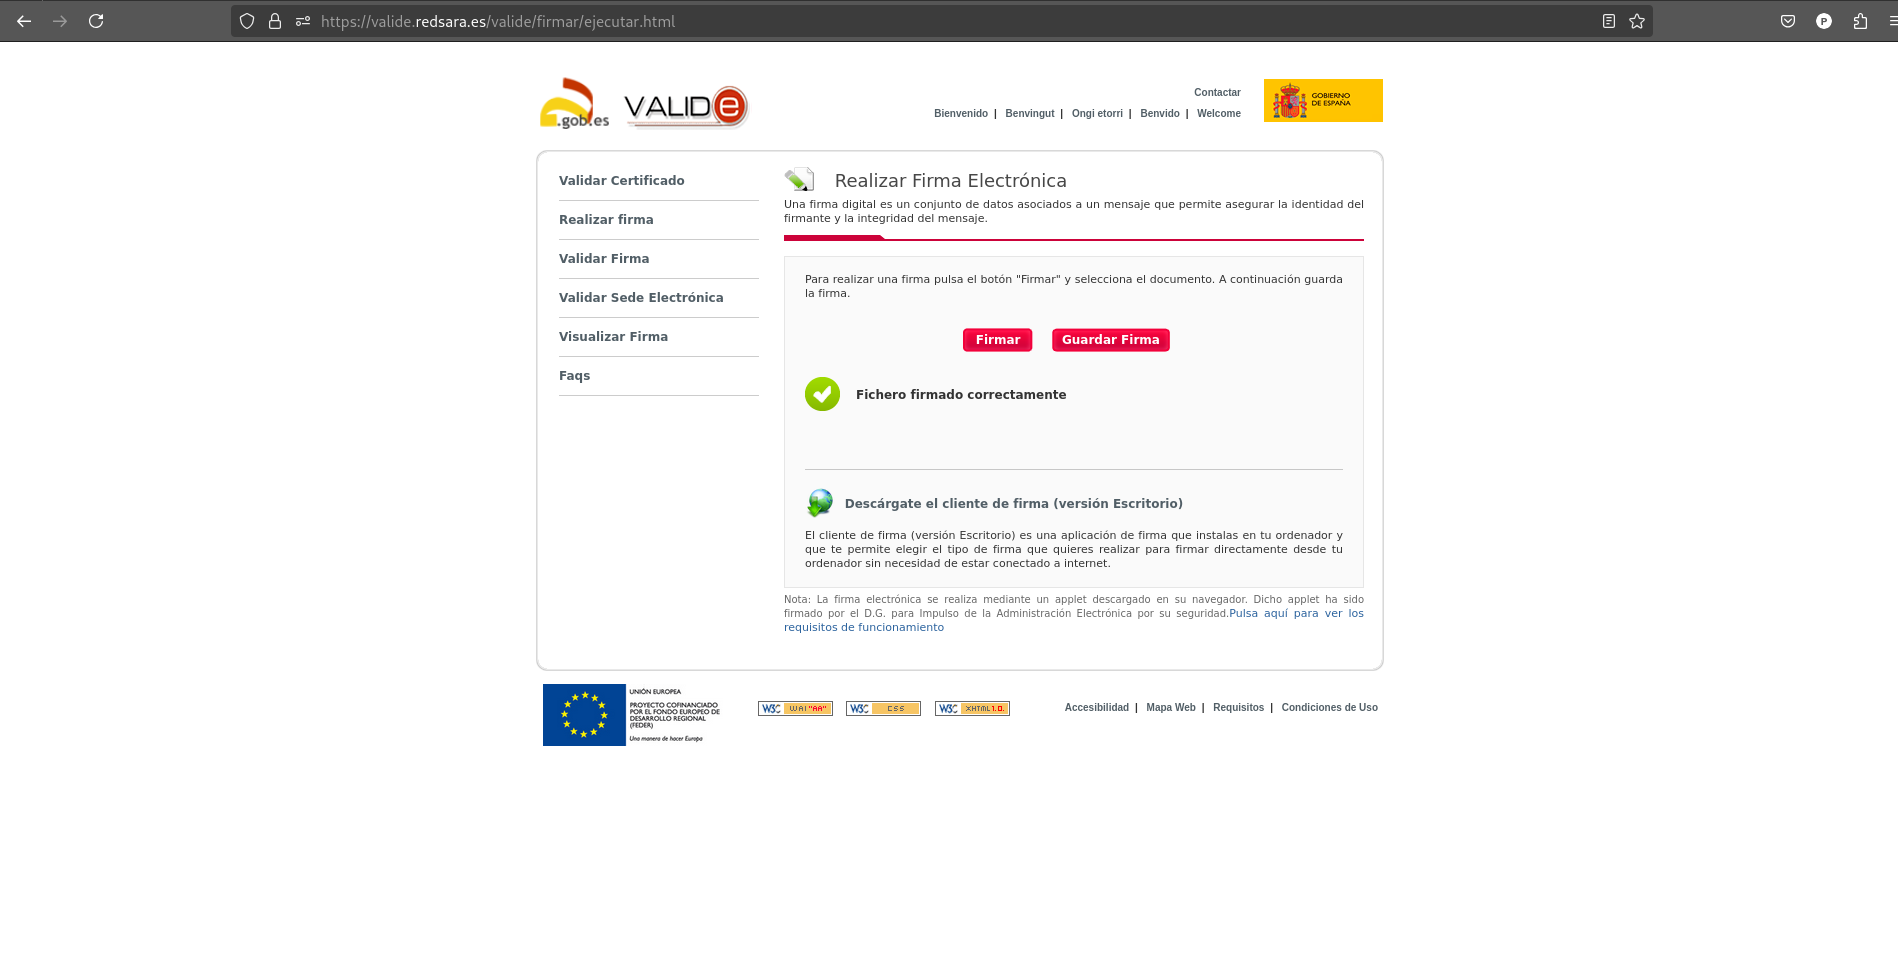 https://valide.redsara.es/valide/firmar/ejecutar.html
P
.gob.es
VALIDe
Contactar
Bienvenido | Benvingut | Ongi etorri | Benvido | Welcome
GOBIERNO
DE ESPAÑA
Validar Certificado
Realizar firma
Validar Firma
Validar Sede Electrónica
Visualizar Firma
Faqs
Realizar Firma Electrónica
Una firma digital es un conjunto de datos asociados a un mensaje que permite asegurar la identidad del
firmante y la integridad del mensaje.
Para realizar una firma pulsa el botón "Firmar" y selecciona el documento. A continuación guarda
la firma.
Firmar
Guardar Firma
Fichero firmado correctamente
Descárgate el cliente de firma (versión Escritorio)
El cliente de firma (versión Escritorio) es una aplicación de firma que instalas en tu ordenador y
que te permite elegir el tipo de firma que quieres realizar para firmar directamente desde tu
ordenador sin necesidad de estar conectado a internet.
Nota: La firma electrónica se realiza mediante un applet descargado en su navegador. Dicho applet ha sido
firmado por el D.G. para Impulso de la Administración Electrónica por su seguridad.Pulsa aquí para ver los
requisitos de funcionamiento
UNIÓN EUROPEA
PROYECTO COFINANCIADO
POR EL FONDO EUROPEO DE
DESARROLLO REGIONAL
(FEDER)
Una manera de hacer Europa
W3C WAI "AA"
W3C CSS
W3C XHTML 1.0.
Accesibilidad | Mapa Web | Requisitos | Condiciones de Uso